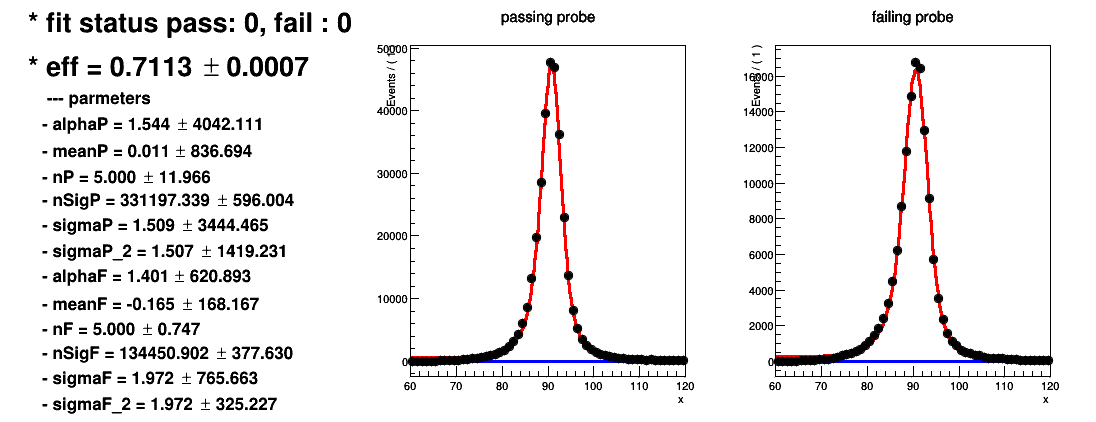 * fit status pass: 0, fail : 0
* eff = 0.7113 ± 0.0007
--- parmeters
- alphaP = 1.544 ± 4042.111
- meanP = 0.011 ± 836.694
- nP = 5.000 ± 11.966
- nSigP = 331197.339 ± 596.004
- sigmaP = 1.509 ± 3444.465
- sigmaP_2 = 1.507 ± 1419.231
- alphaF = 1.401 ± 620.893
- meanF = -0.165 ± 168.167
- nF = 5.000 ± 0.747
- nSigF = 134450.902 ± 377.630
- sigmaF = 1.972 ± 765.663
- sigmaF_2 = 1.972 ± 325.227
passing probe
Events / ( 1 )
50000
40000
30000
20000
10000
0
60 70 80 90 100 110 120
x
failing probe
Events / ( 1 )
16000
14000
12000
10000
8000
6000
4000
2000
0
60 70 80 90 100 110 120
x